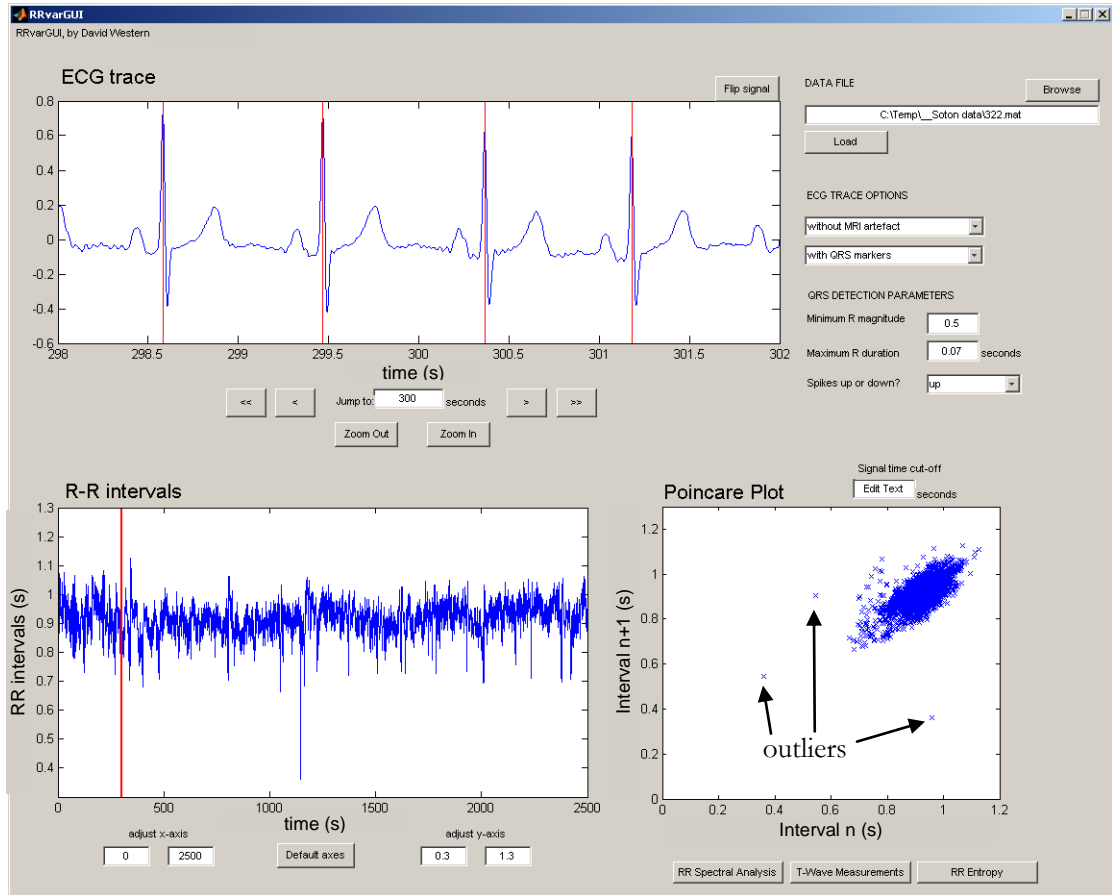 RRvarGUI
RRvarGUI, by David Western
ECG trace
Flip signal
0.8
0.6
0.4
0.2
0
-0.2
-0.4
-0.6
298 298.5 299 299.5 300 300.5 301 301.5 302
time (s)
<< < Jump to: 300 seconds > >>
Zoom Out Zoom In
DATA FILE
Browse
C:\Temp\__Soton data\322.mat
Load
ECG TRACE OPTIONS
without MRI artefact
with QRS markers
QRS DETECTION PARAMETERS
Minimum R magnitude 0.5
Maximum R duration 0.07 seconds
Spikes up or down? up
R-R intervals
1.3
1.2
1.1
1
0.9
0.8
0.7
0.6
0.5
0.4
RR intervals (s)
0 500 1000 1500 2000 2500
time (s)
adjust x-axis
0 2500
Default axes
adjust y-axis
0.3 1.3
Signal time cut-off
Edit Text seconds
Poincare Plot
1.2
1
0.8
0.6
0.4
0.2
0
Interval n+1 (s)
outliers
0 0.2 0.4 0.6 0.8 1 1.2
Interval n (s)
RR Spectral Analysis T-Wave Measurements RR Entropy